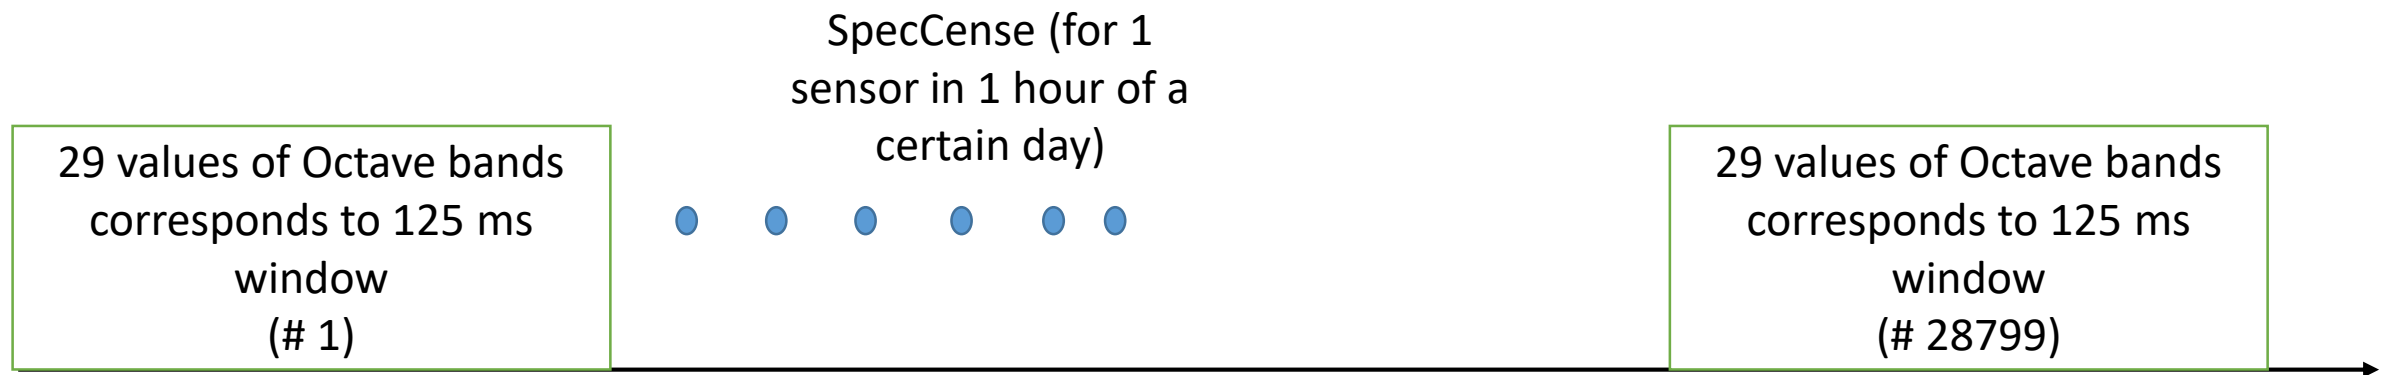 SpecCense (for 1
sensor in 1 hour of a
certain day)
29 values of Octave bands
corresponds to 125 ms
window
(# 1)
29 values of Octave bands
corresponds to 125 ms
window
(# 28799)